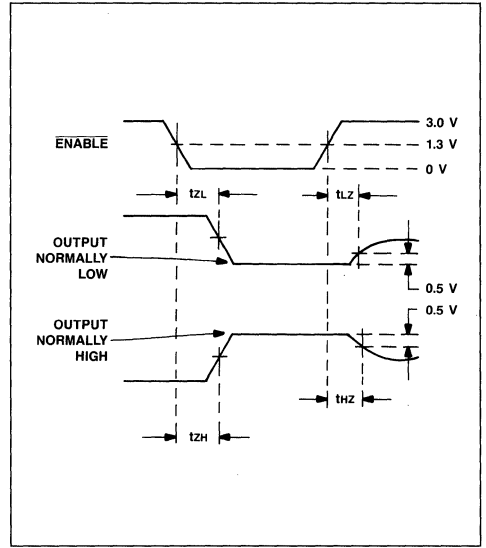 3.0 V
ENABLE
1.3 V
0 V
tZL
tLZ
OUTPUT
NORMALLY
LOW
0.5 V
0.5 V
OUTPUT
NORMALLY
HIGH
tHZ
tZH